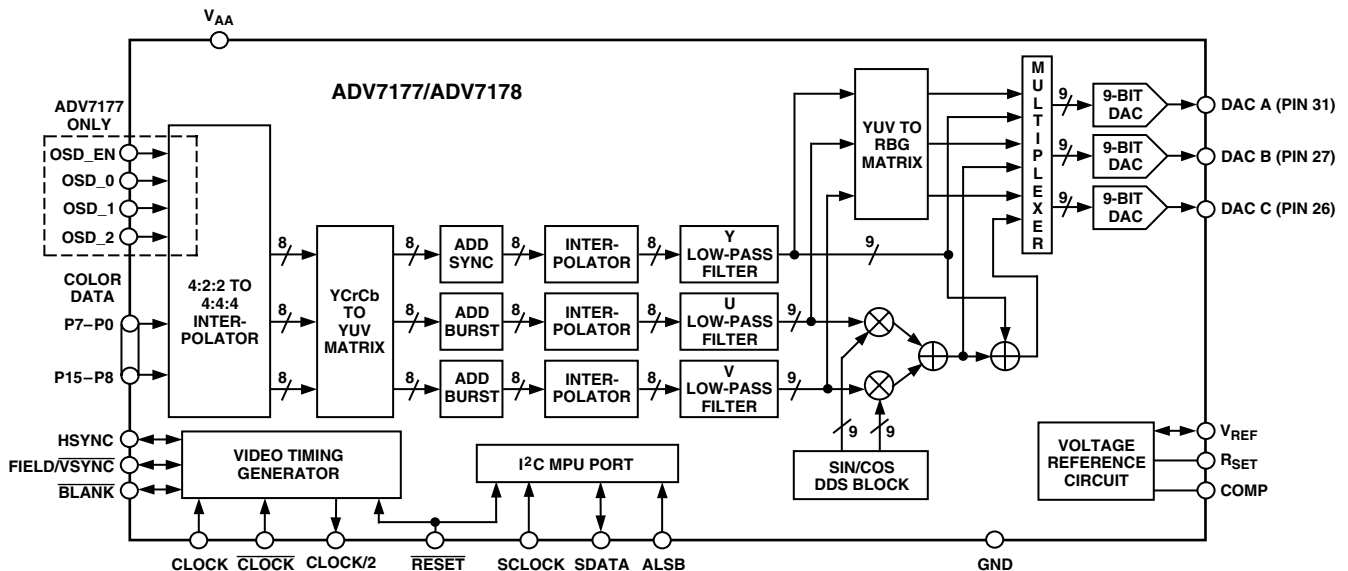 V_AA
ADV7177/ADV7178
ADV7177
ONLY
OSD_EN
OSD_0
OSD_1
OSD_2
COLOR
DATA
P7–P0
P15–P8
HSYNC
FIELD/VSYNC
BLANK
4:2:2 TO
4:4:4
INTER-
POLATOR
8
8
8
YCrCb
TO
YUV
MATRIX
8
8
8
ADD
SYNC
ADD
BURST
ADD
BURST
8
8
8
INTER-
POLATOR
INTER-
POLATOR
INTER-
POLATOR
8
8
8
Y
LOW-PASS
FILTER
U
LOW-PASS
FILTER
V
LOW-PASS
FILTER
9
9
9
YUV TO
RBG
MATRIX
M
U
L
T
I
P
L
E
X
E
R
9
9
9
9-BIT
DAC
9-BIT
DAC
9-BIT
DAC
DAC A (PIN 31)
DAC B (PIN 27)
DAC C (PIN 26)
9
9
SIN/COS
DDS BLOCK
VIDEO TIMING
GENERATOR
I²C MPU PORT
VOLTAGE
REFERENCE
CIRCUIT
V_REF
R_SET
COMP
CLOCK
CLOCK
CLOCK/2
RESET
SCLOCK
SDATA
ALSB
GND